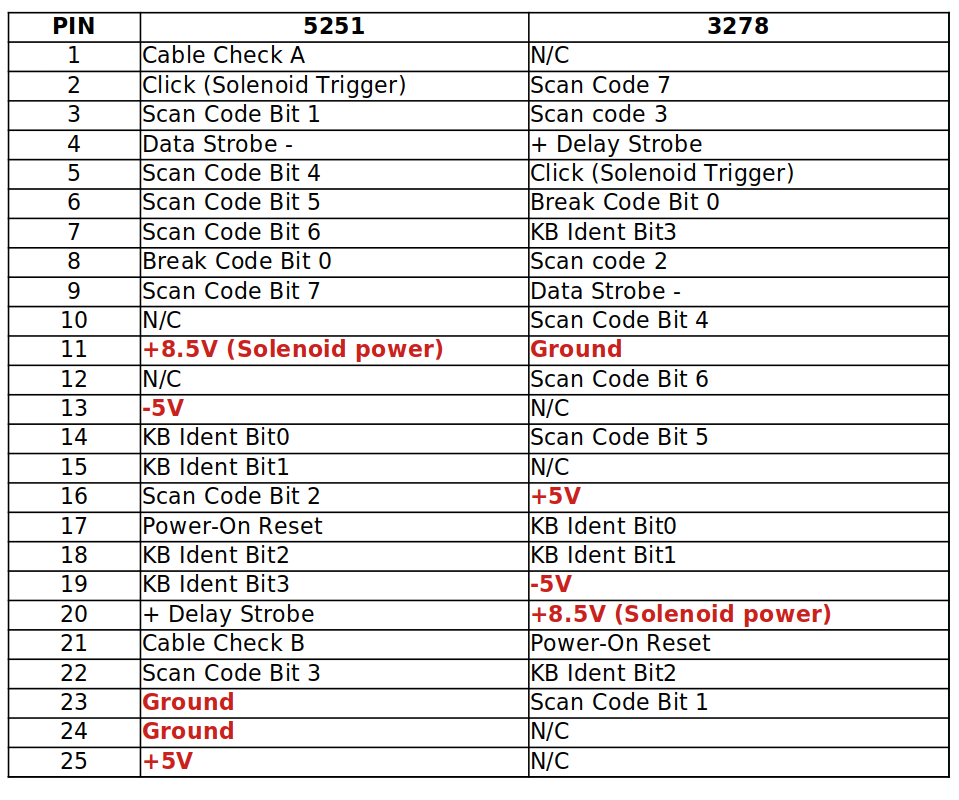 PIN 5251 3278
1 Cable Check A N/C
2 Click (Solenoid Trigger) Scan Code 7
3 Scan Code Bit 1 Scan code 3
4 Data Strobe - + Delay Strobe
5 Scan Code Bit 4 Click (Solenoid Trigger)
6 Scan Code Bit 5 Break Code Bit 0
7 Scan Code Bit 6 KB Ident Bit3
8 Break Code Bit 0 Scan code 2
9 Scan Code Bit 7 Data Strobe -
10 N/C Scan Code Bit 4
11 +8.5V (Solenoid power) Ground
12 N/C Scan Code Bit 6
13 -5V N/C
14 KB Ident Bit0 Scan Code Bit 5
15 KB Ident Bit1 N/C
16 Scan Code Bit 2 +5V
17 Power-On Reset KB Ident Bit0
18 KB Ident Bit2 KB Ident Bit1
19 KB Ident Bit3 -5V
20 + Delay Strobe +8.5V (Solenoid power)
21 Cable Check B Power-On Reset
22 Scan Code Bit 3 KB Ident Bit2
23 Ground Scan Code Bit 1
24 Ground N/C
25 +5V N/C